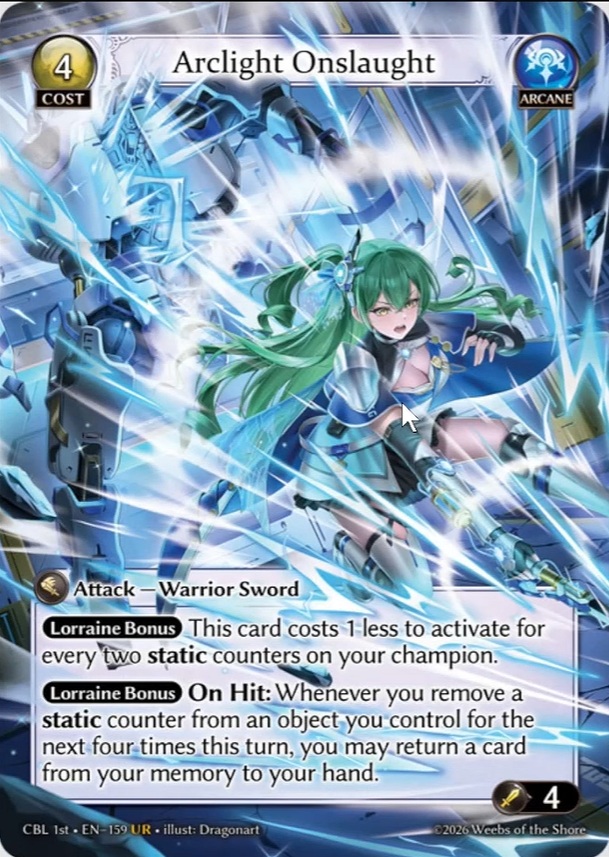 4
COST
Arclight Onslaught
ARCANE
Attack — Warrior Sword
Lorraine Bonus This card costs 1 less to activate for
every two static counters on your champion.
Lorraine Bonus On Hit: Whenever you remove a
static counter from an object you control for the
next four times this turn, you may return a card
from your memory to your hand.
4
CBL 1st • EN-159 UR • illust: Dragonart
©2026 Weebs of the Shore